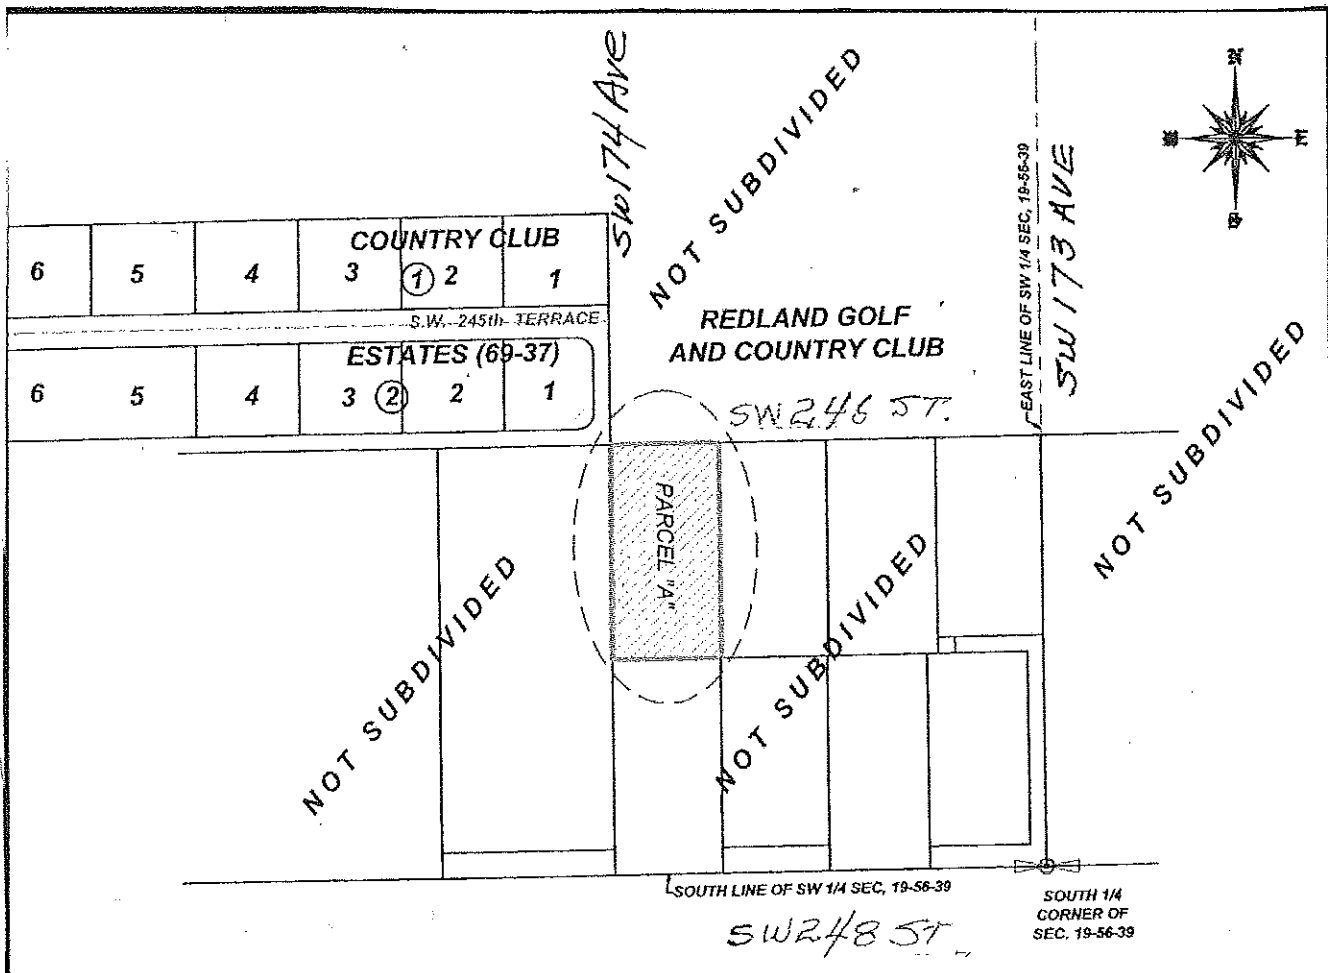 SW 174 Ave
NOT SUBDIVIDED
N
W
E
S
EAST LINE OF SW 1/4 SEC, 19-56-39
SW 173 AVE
COUNTRY CLUB
6 5 4 3 1 2 1
S.W. 245th TERRACE
ESTATES (69-37)
6 5 4 3 2 2 1
REDLAND GOLF
AND COUNTRY CLUB
SW 246 ST.
NOT SUBDIVIDED
PARCEL "A"
NOT SUBDIVIDED
NOT SUBDIVIDED
SOUTH LINE OF SW 1/4 SEC, 19-56-39
SOUTH 1/4
CORNER OF
SEC. 19-56-39
SW 248 ST